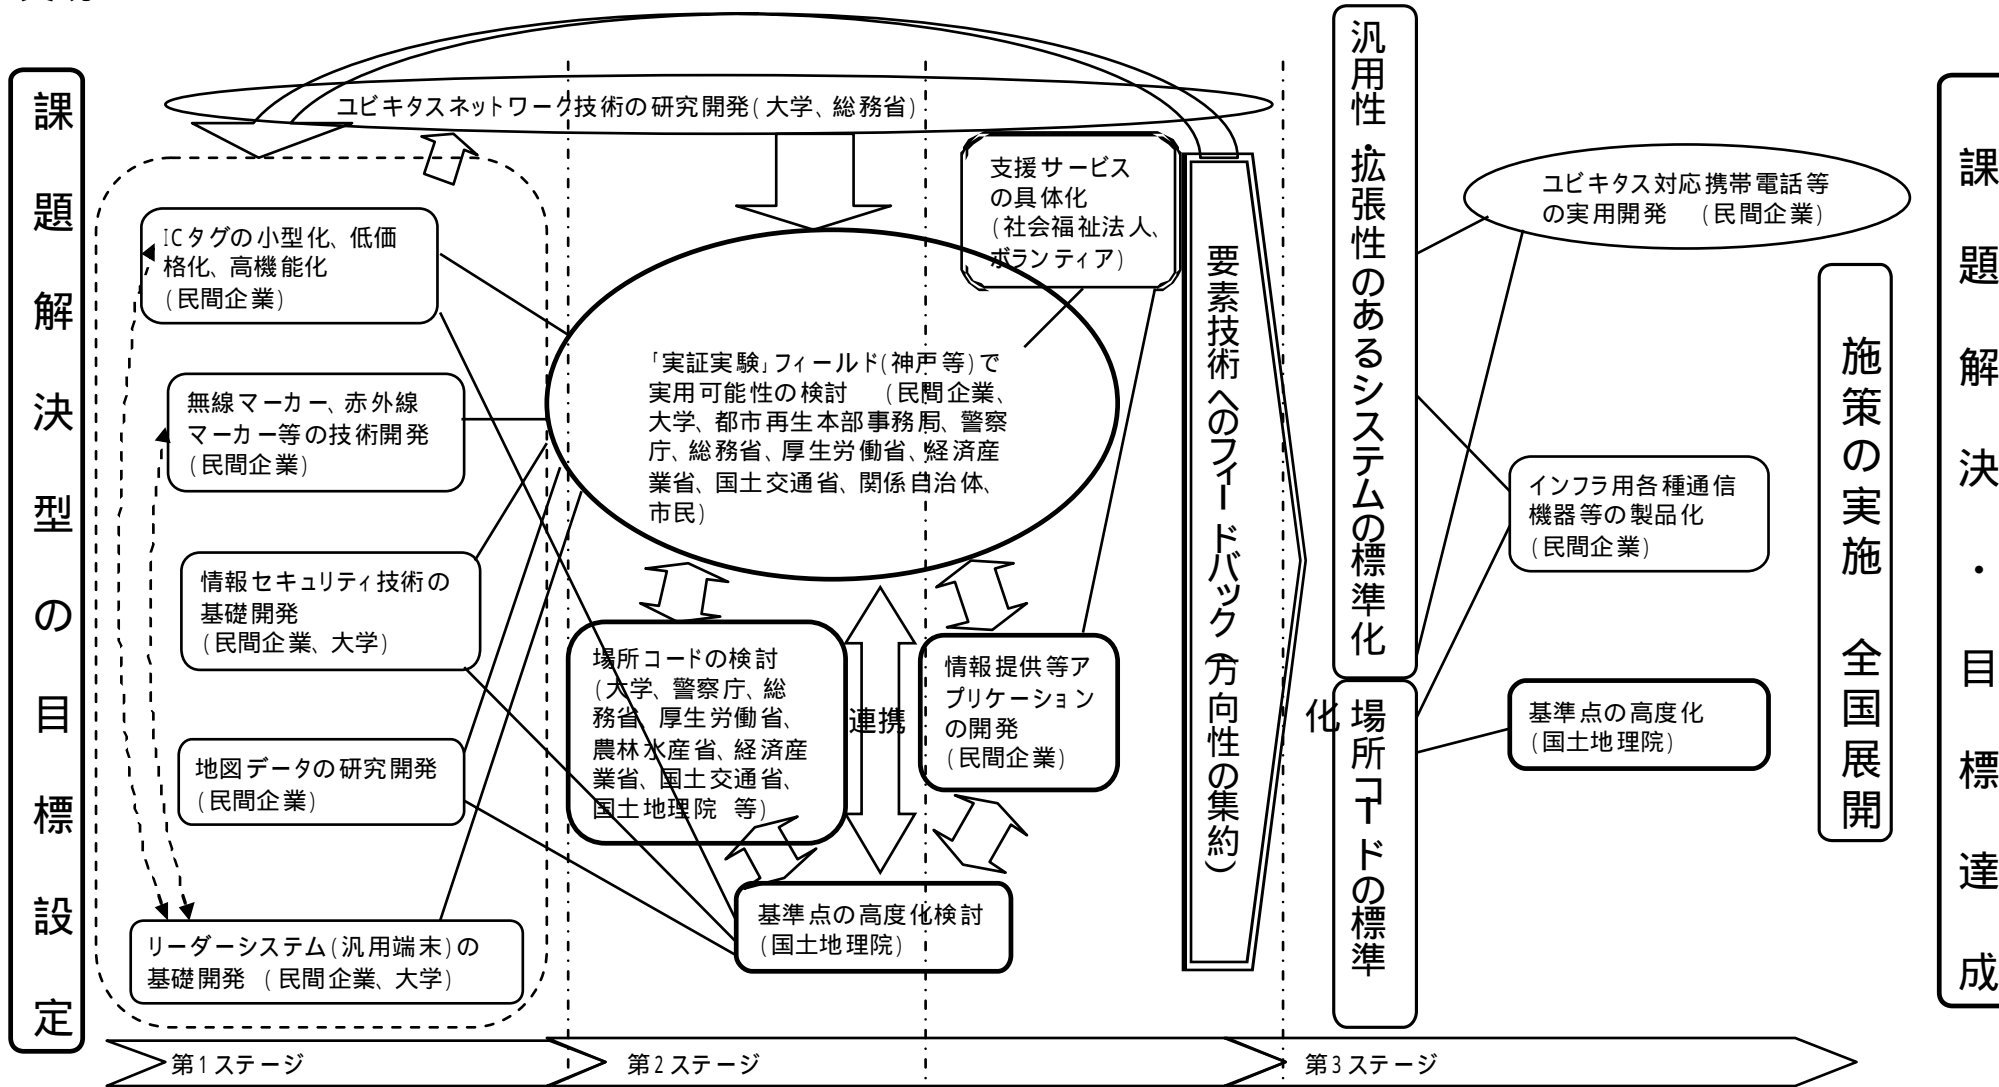 課題解決型の目標設定
ユビキタスネットワーク技術の研究開発(大学、総務省)
ICタグの小型化、低価
格化、高機能化
(民間企業)
無線マーカー、赤外線
マーカー等の技術開発
(民間企業)
情報セキュリティ技術の
基礎開発
(民間企業、大学)
地図データの研究開発
(民間企業)
リーダーシステム(汎用端末)の
基礎開発 (民間企業、大学)
支援サービス
の具体化
(社会福祉法人、
ボランティア)
「実証実験」フィールド(神戸等)で
実用可能性の検討 (民間企業、
大学、都市再生本部事務局、警察
庁、総務省、厚生労働省、経済産
業省、国土交通省、関係自治体、
市民)
場所コードの検討
(大学、警察庁、総
務省、厚生労働省、
農林水産省、経済産
業省、国土交通省、
国土地理院 等)
連携
情報提供等ア
プリケーション
の開発
(民間企業)
基準点の高度化検討
(国土地理院)
要素技術へのフィードバック(方向性の集約)
汎用性・拡張性のあるシステムの標準化
場所コードの標準
化
ユビキタス対応携帯電話等
の実用開発 (民間企業)
インフラ用各種通信
機器等の製品化
(民間企業)
基準点の高度化
(国土地理院)
施策の実施 全国展開
課題解決・目標達成
第1ステージ
第2ステージ
第3ステージ